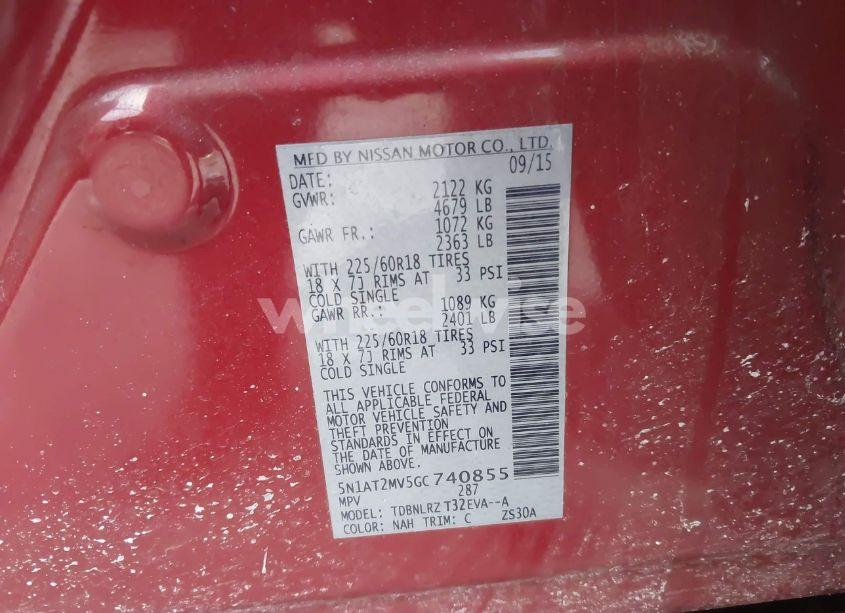 MFD BY NISSAN MOTOR CO., LTD.
DATE: 09/15
GVWR: 2122 KG
4679 LB
GAWR FR.: 1072 KG
2363 LB
WITH 225/60R18 TIRES
18 X 7J RIMS AT 33 PSI
COLD SINGLE
GAWR RR.: 1089 KG
2401 LB
WITH 225/60R18 TIRES
18 X 7J RIMS AT 33 PSI
COLD SINGLE
THIS VEHICLE CONFORMS TO
ALL APPLICABLE FEDERAL
MOTOR VEHICLE SAFETY AND
THEFT PREVENTION
STANDARDS IN EFFECT ON
THE DATE OF MANUFACTURE
SHOWN ABOVE.
5N1AT2MV5GC 740855
MPV 287
MODEL: TDBNLRZ T32EVA--A
COLOR: NAH TRIM: C ZS30A